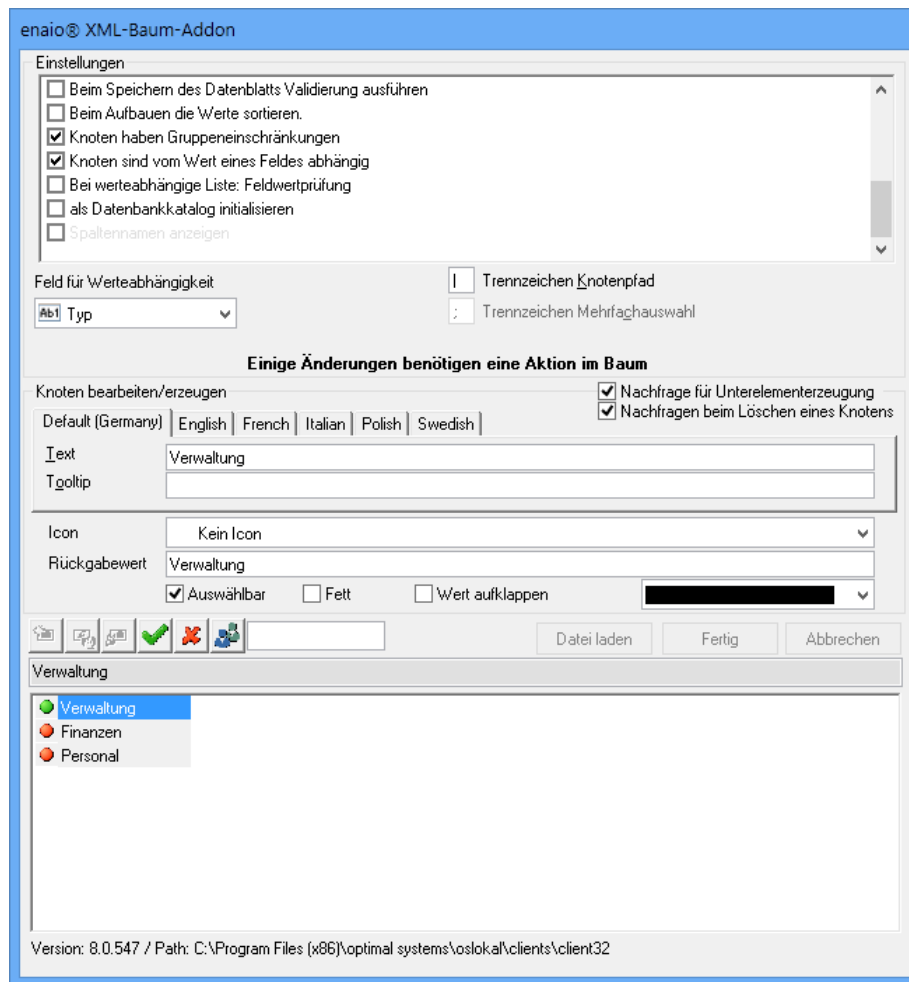 enaio® XML-Baum-Addon
Einstellungen
Beim Speichern des Datenblatts Validierung ausführen
Beim Aufbauen die Werte sortieren.
Knoten haben Gruppeneinschränkungen
Knoten sind vom Wert eines Feldes abhängig
Bei werteabhängige Liste: Feldwertprüfung
als Datenbankkatalog initialisieren
Spaltennamen anzeigen
Feld für Werteabhängigkeit
| Trennzeichen Knotenpfad
Ab1 Typ
; Trennzeichen Mehrfachauswahl
Einige Änderungen benötigen eine Aktion im Baum
Knoten bearbeiten/erzeugen
Nachfrage für Unterelementerzeugung
Nachfragen beim Löschen eines Knotens
Default (Germany) English French Italian Polish Swedish
Text Verwaltung
Tooltip
Icon Kein Icon
Rückgabewert Verwaltung
Auswählbar Fett Wert aufklappen
Datei laden Fertig Abbrechen
Verwaltung
Verwaltung
Finanzen
Personal
Version: 8.0.547 / Path: C:\Program Files (x86)\optimal systems\oslokal\clients\client32